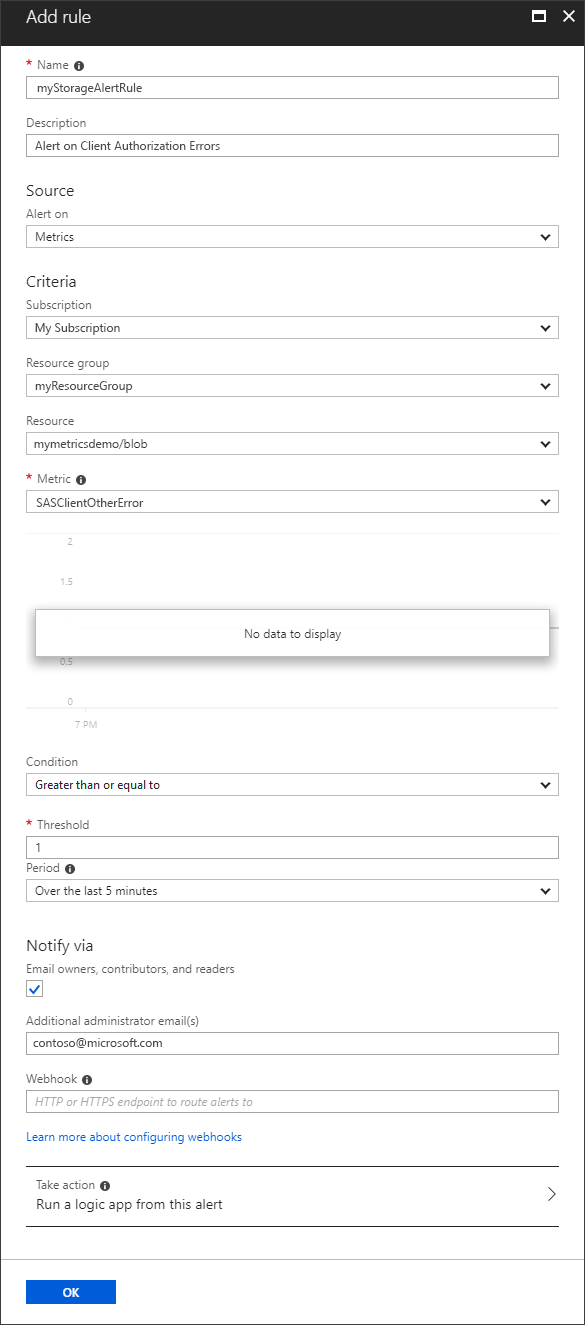 Add rule
* Name
myStorageAlertRule
Description
Alert on Client Authorization Errors
Source
Alert on
Metrics
Criteria
Subscription
My Subscription
Resource group
myResourceGroup
Resource
mymetricsdemo/blob
* Metric
SASClientOtherError
2
1.5
No data to display
0.5
0
7 PM
Condition
Greater than or equal to
* Threshold
1
Period
Over the last 5 minutes
Notify via
Email owners, contributors, and readers
Additional administrator email(s)
contoso@microsoft.com
Webhook
HTTP or HTTPS endpoint to route alerts to
Learn more about configuring webhooks
Take action
Run a logic app from this alert
OK